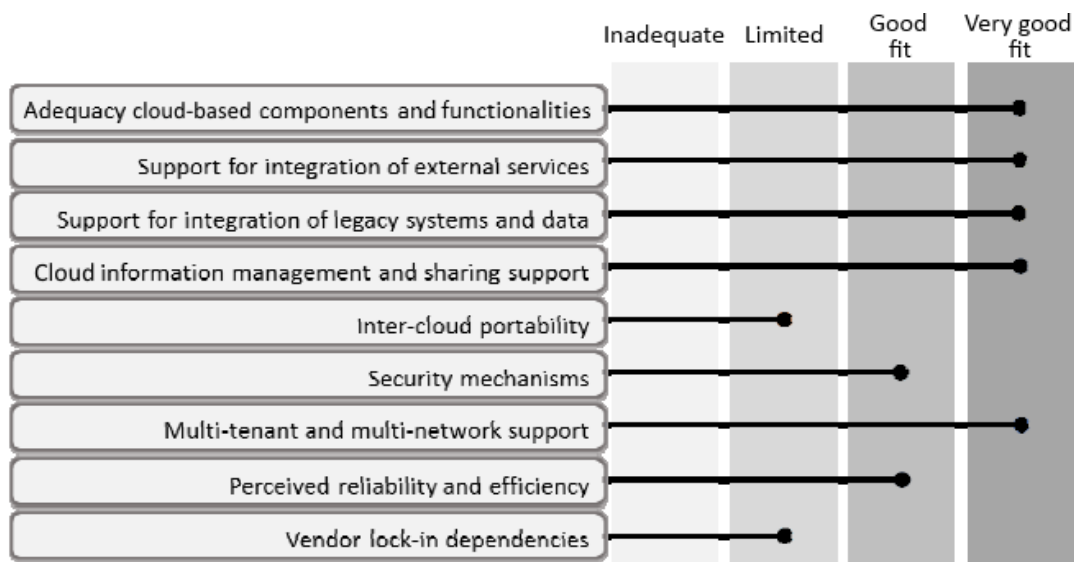 Inadequate Limited Good fit Very good fit
Adequacy cloud-based components and functionalities
Support for integration of external services
Support for integration of legacy systems and data
Cloud information management and sharing support
Inter-cloud portability
Security mechanisms
Multi-tenant and multi-network support
Perceived reliability and efficiency
Vendor lock-in dependencies